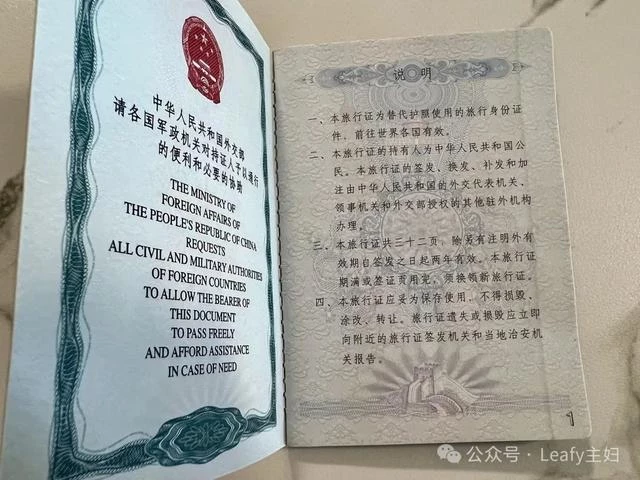 中华人民共和国外交部
请各国军政机关对持证人予以通行
的便利和必要的协助
THE MINISTRY OF
FOREIGN AFFAIRS OF
THE PEOPLE'S REPUBLIC OF CHINA
REQUESTS
ALL CIVIL AND MILITARY AUTHORITIES
OF FOREIGN COUNTRIES
TO ALLOW THE BEARER OF
THIS DOCUMENT
TO PASS FREELY
AND AFFORD ASSISTANCE
IN CASE OF NEED
说明
一、本旅行证为替代护照使用的旅行身份证
件，前往世界各国有效。
二、本旅行证的持有人为中华人民共和国公
民。本旅行证的签发、换发、补发和加
注由中华人民共和国的外交代表机关、
领事机关和外交部授权的其他驻外机构
办理。
三、本旅行证共三十二页，除另有注明外有
效期自签发之日起两年有效。本旅行证
期满或签证页用完，须换领新旅行证。
四、本旅行证应妥为保存使用，不得损毁、
涂改、转让。旅行证遗失或损毁应立即
向附近的旅行证签发机关和当地治安机
关报告。
1
公众号·Leafy主妇